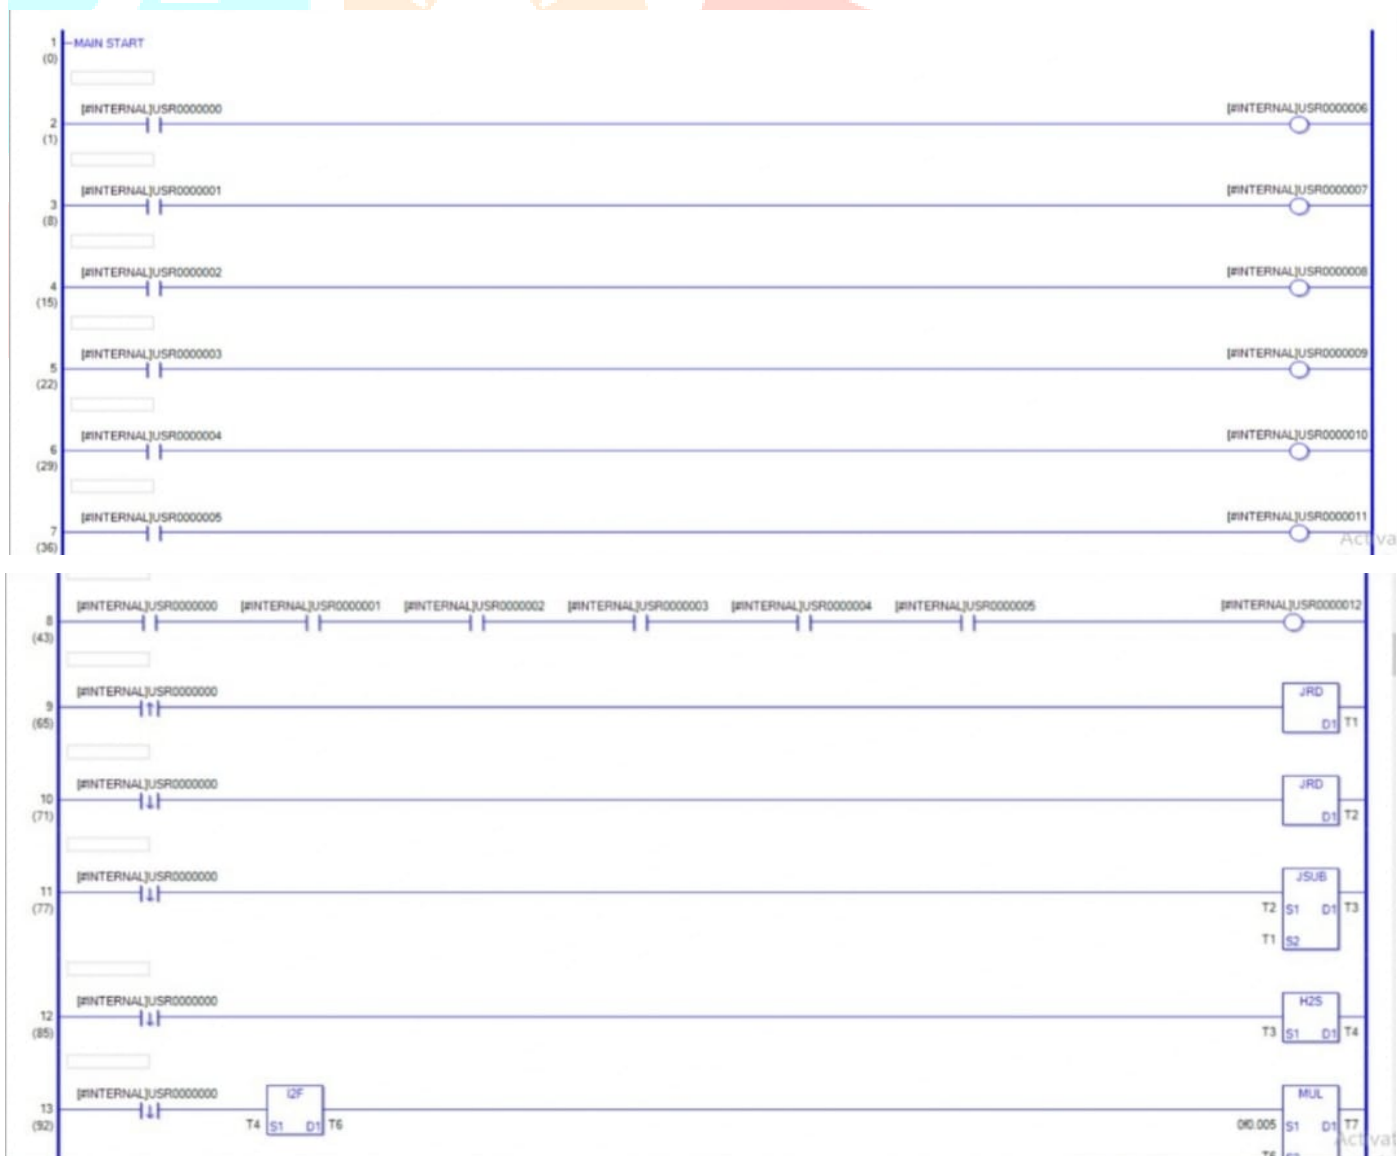 1 MAIN START
(0)
[#INTERNAL]USR0000000 [#INTERNAL]USR0000006
2
(1)
[#INTERNAL]USR0000001 [#INTERNAL]USR0000007
3
(8)
[#INTERNAL]USR0000002 [#INTERNAL]USR0000008
4
(15)
[#INTERNAL]USR0000003 [#INTERNAL]USR0000009
5
(22)
[#INTERNAL]USR0000004 [#INTERNAL]USR0000010
6
(29)
[#INTERNAL]USR0000005 [#INTERNAL]USR0000011
7
(36)
[#INTERNAL]USR0000000 [#INTERNAL]USR0000001 [#INTERNAL]USR0000002 [#INTERNAL]USR0000003 [#INTERNAL]USR0000004 [#INTERNAL]USR0000005 [#INTERNAL]USR0000012
8
(43)
[#INTERNAL]USR0000000 JRD
9
(65) D1 T1
[#INTERNAL]USR0000000 JRD
10
(71) D1 T2
[#INTERNAL]USR0000000 JSUB
11
(77) T2 S1 D1 T3
T1 S2
[#INTERNAL]USR0000000 H2S
12
(85) T3 S1 D1 T4
[#INTERNAL]USR0000000 I2F MUL
13
(92) T4 S1 D1 T6 0f0.005 S1 D1 T7